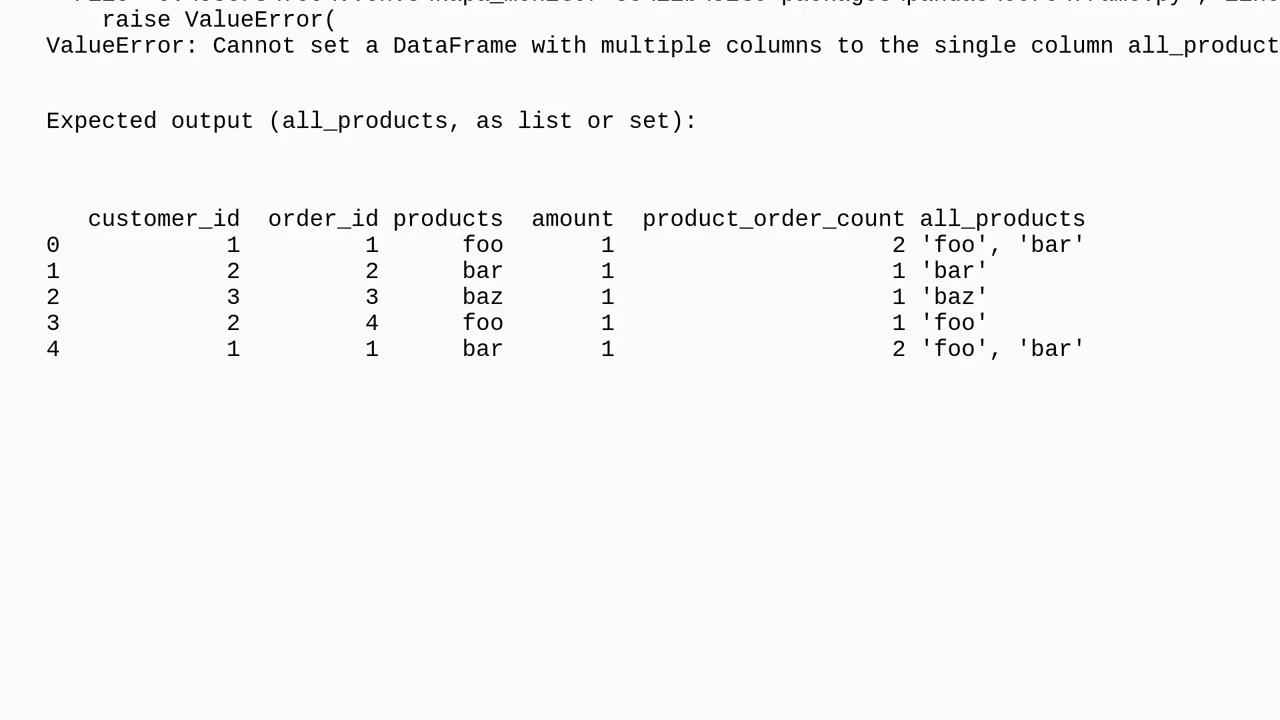 raise ValueError(
ValueError: Cannot set a DataFrame with multiple columns to the single column all_product
Expected output (all_products, as list or set):
customer_id order_id products amount product_order_count all_products
0 1 1 foo 1 2 'foo', 'bar'
1 2 2 bar 1 1 'bar'
2 3 3 baz 1 1 'baz'
3 2 4 foo 1 1 'foo'
4 1 1 bar 1 2 'foo', 'bar'